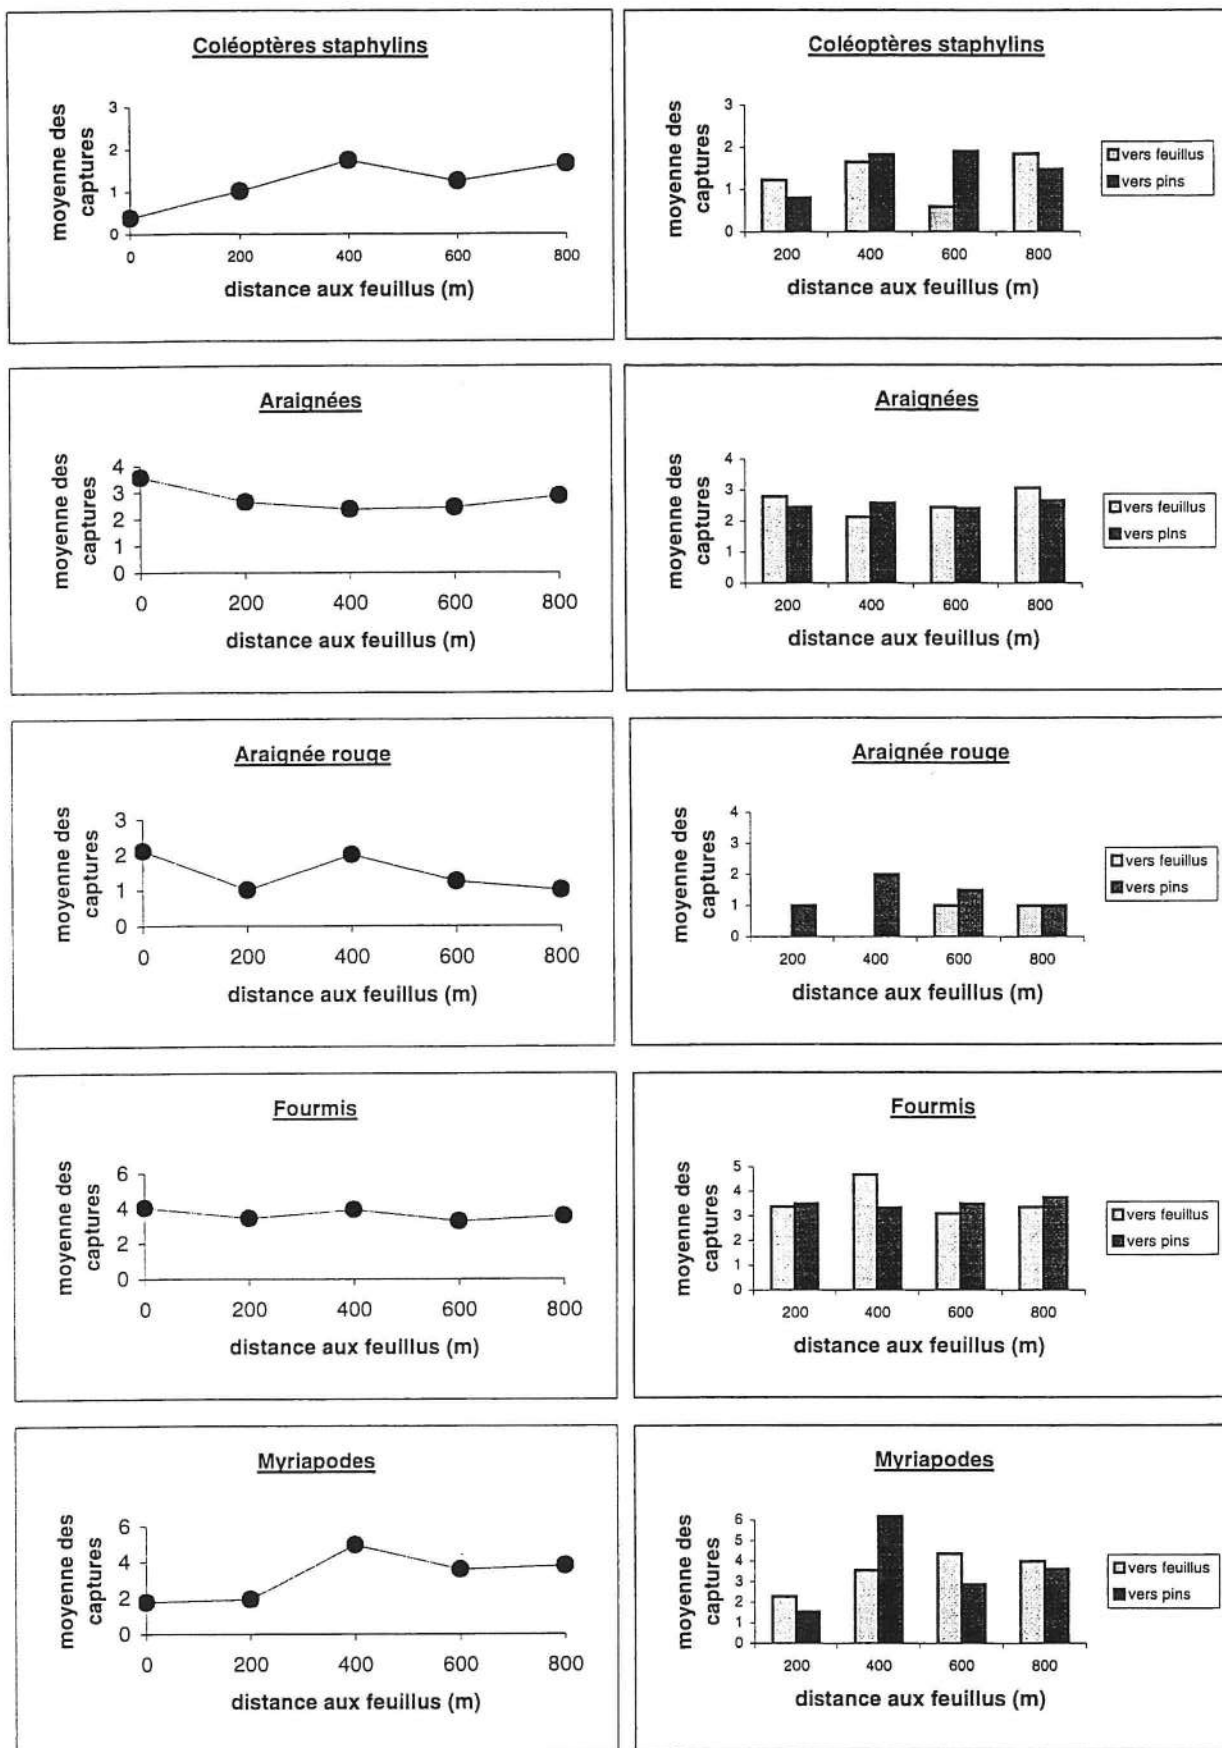 Coléoptères staphylins
moyenne des
captures
3
2
1
0
0 200 400 600 800
distance aux feuillus (m)
Coléoptères staphylins
moyenne des
captures
3
2
1
0
200 400 600 800
distance aux feuillus (m)
vers feuillus
vers pins
Araignées
moyenne des
captures
4
3
2
1
0
0 200 400 600 800
distance aux feuillus (m)
Araignées
moyenne des
captures
4
3
2
1
0
200 400 600 800
distance aux feuillus (m)
vers feuillus
vers pins
Araignée rouge
moyenne des
captures
3
2
1
0
0 200 400 600 800
distance aux feuillus (m)
Araignée rouge
moyenne des
captures
4
3
2
1
0
200 400 600 800
distance aux feuillus (m)
vers feuillus
vers pins
Fourmis
moyenne des
captures
6
4
2
0
0 200 400 600 800
distance aux feuillus (m)
Fourmis
moyenne des
captures
5
4
3
2
1
0
200 400 600 800
distance aux feuillus (m)
vers feuillus
vers pins
Myriapodes
moyenne des
captures
6
4
2
0
0 200 400 600 800
distance aux feuillus (m)
Myriapodes
moyenne des
captures
6
5
4
3
2
1
0
200 400 600 800
distance aux feuillus (m)
vers feuillus
vers pins